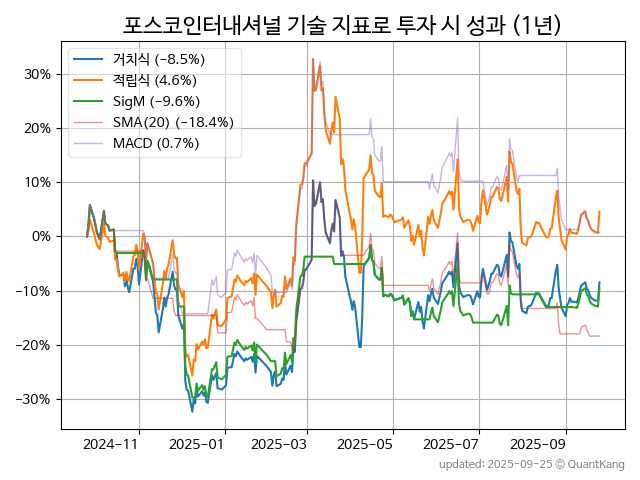 포스코인터내셔널 기술 지표로 투자 시 성과 (1년)
거치식 (−8.5%)
적립식 (4.6%)
SigM (−9.6%)
SMA(20) (−18.4%)
MACD (0.7%)
30%
20%
10%
0%
−10%
−20%
−30%
2024-11 2025-01 2025-03 2025-05 2025-07 2025-09
updated: 2025-09-25 © QuantKang